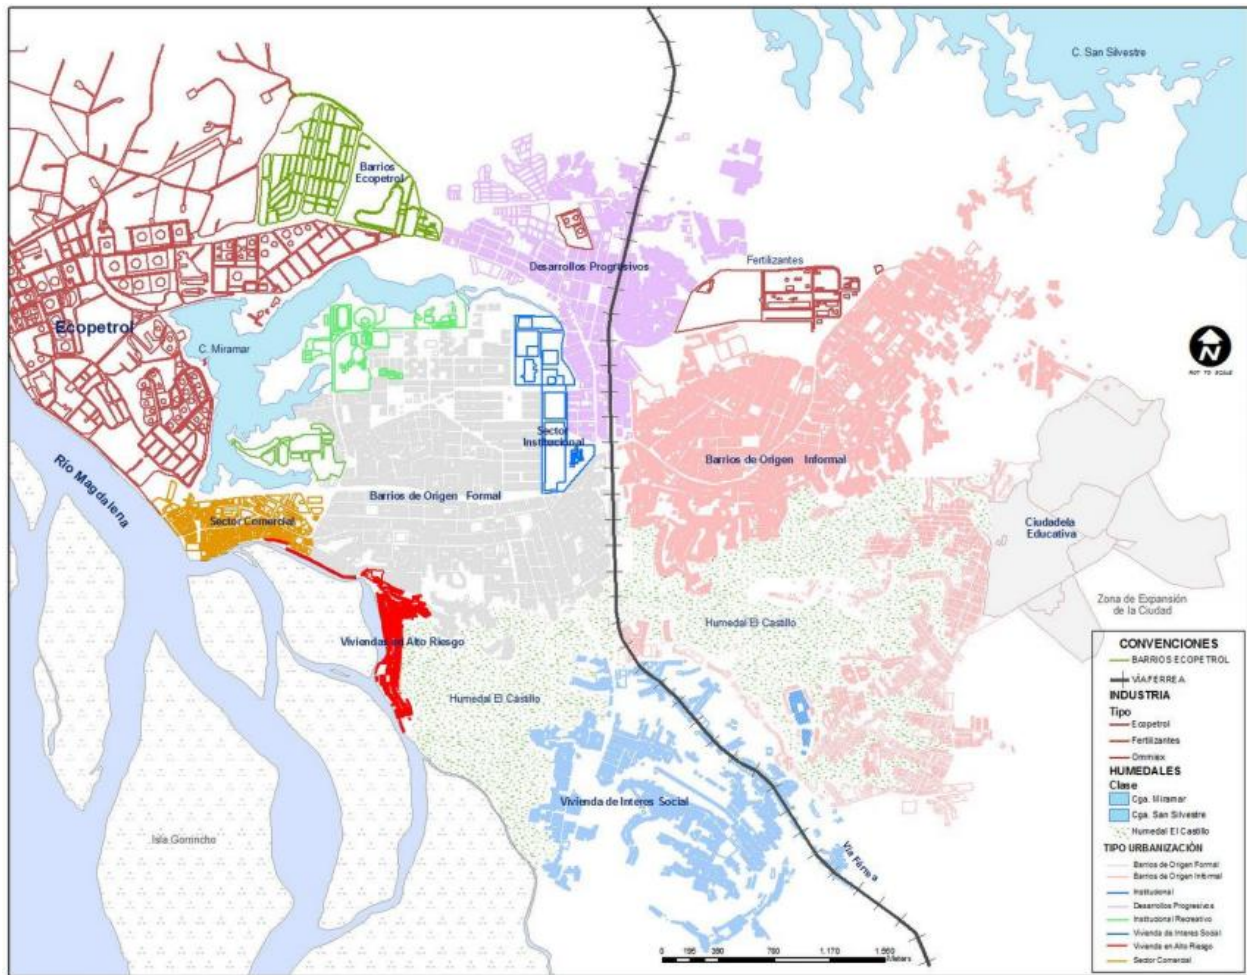 C. San Silvestre
Barrios
Ecopetrol
Desarrollos Progresivos
Fertilizantes
Ecopetrol
C. Miramar
N
NOT TO SCALE
Sector
Institucional
Barrios de Origen Informal
Río Magdalena
Barrios de Origen Formal
Sector Comercial
Ciudadela
Educativa
Zona de Expansión
de la Ciudad
Humedal El Castillo
Viviendas en Alto Riesgo
Humedal El Castillo
Vivienda de Interes Social
Isla Gorrincho
Vía Férrea
CONVENCIONES
BARRIOS ECOPETROL
VÍA FERREA
INDUSTRIA
Tipo
Ecopetrol
Fertilizantes
HUMEDALES
Clase
Cga. Miramar
Cga. San Silvestre
Humedal El Castillo
TIPO URBANIZACIÓN
Barrios de Origen Formal
Barrios de Origen Informal
Institucional
Desarrollos Progresivos
Institucional Recreativo
Vivienda de Interes Social
Vivienda en Alto Riesgo
Sector Comercial
0 195 390 780 1.170 1.560
Meters